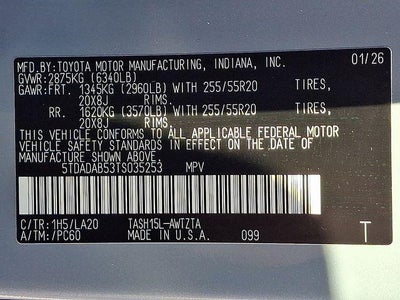 MFD.BY:TOYOTA MOTOR MANUFACTURING, INDIANA, INC. 01/26
GVWR:2875KG (6340LB)
GAWR:FRT. 1345KG (2960LB) WITH 255/55R20 TIRES,
20X8J RIMS.
RR. 1620KG (3570LB) WITH 255/55R20 TIRES,
20X8J RIMS.
THIS VEHICLE CONFORMS TO ALL APPLICABLE FEDERAL MOTOR
VEHICLE SAFETY STANDARDS IN EFFECT ON THE DATE OF
MANUFACTURE SHOWN ABOVE.
5TDADAB53TS035253 MPV
C/TR:1H5/LA20 TASH15L-AWTZTA
A/TM:/PC60 MADE IN U.S.A. 099 T